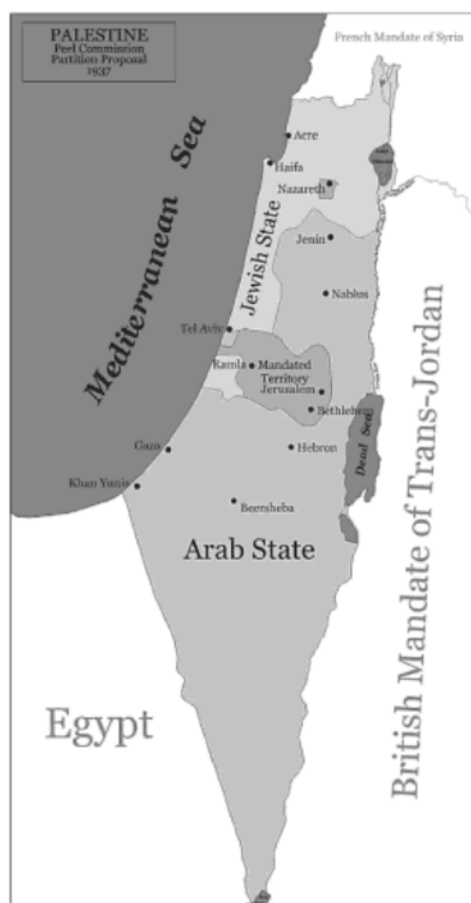 PALESTINE
Peel Commission
Partition Proposal
1937
French Mandate of Syria
Mediterranean Sea
Acre
Haifa
Nazareth
Jewish State
Jenin
Nablus
Tel Aviv
Ramla
Mandated
Territory
Jerusalem
Bethlehem
Dead Sea
Gaza
Hebron
Khan Yunis
Beersheba
Arab State
Egypt
British Mandate of Trans-Jordan